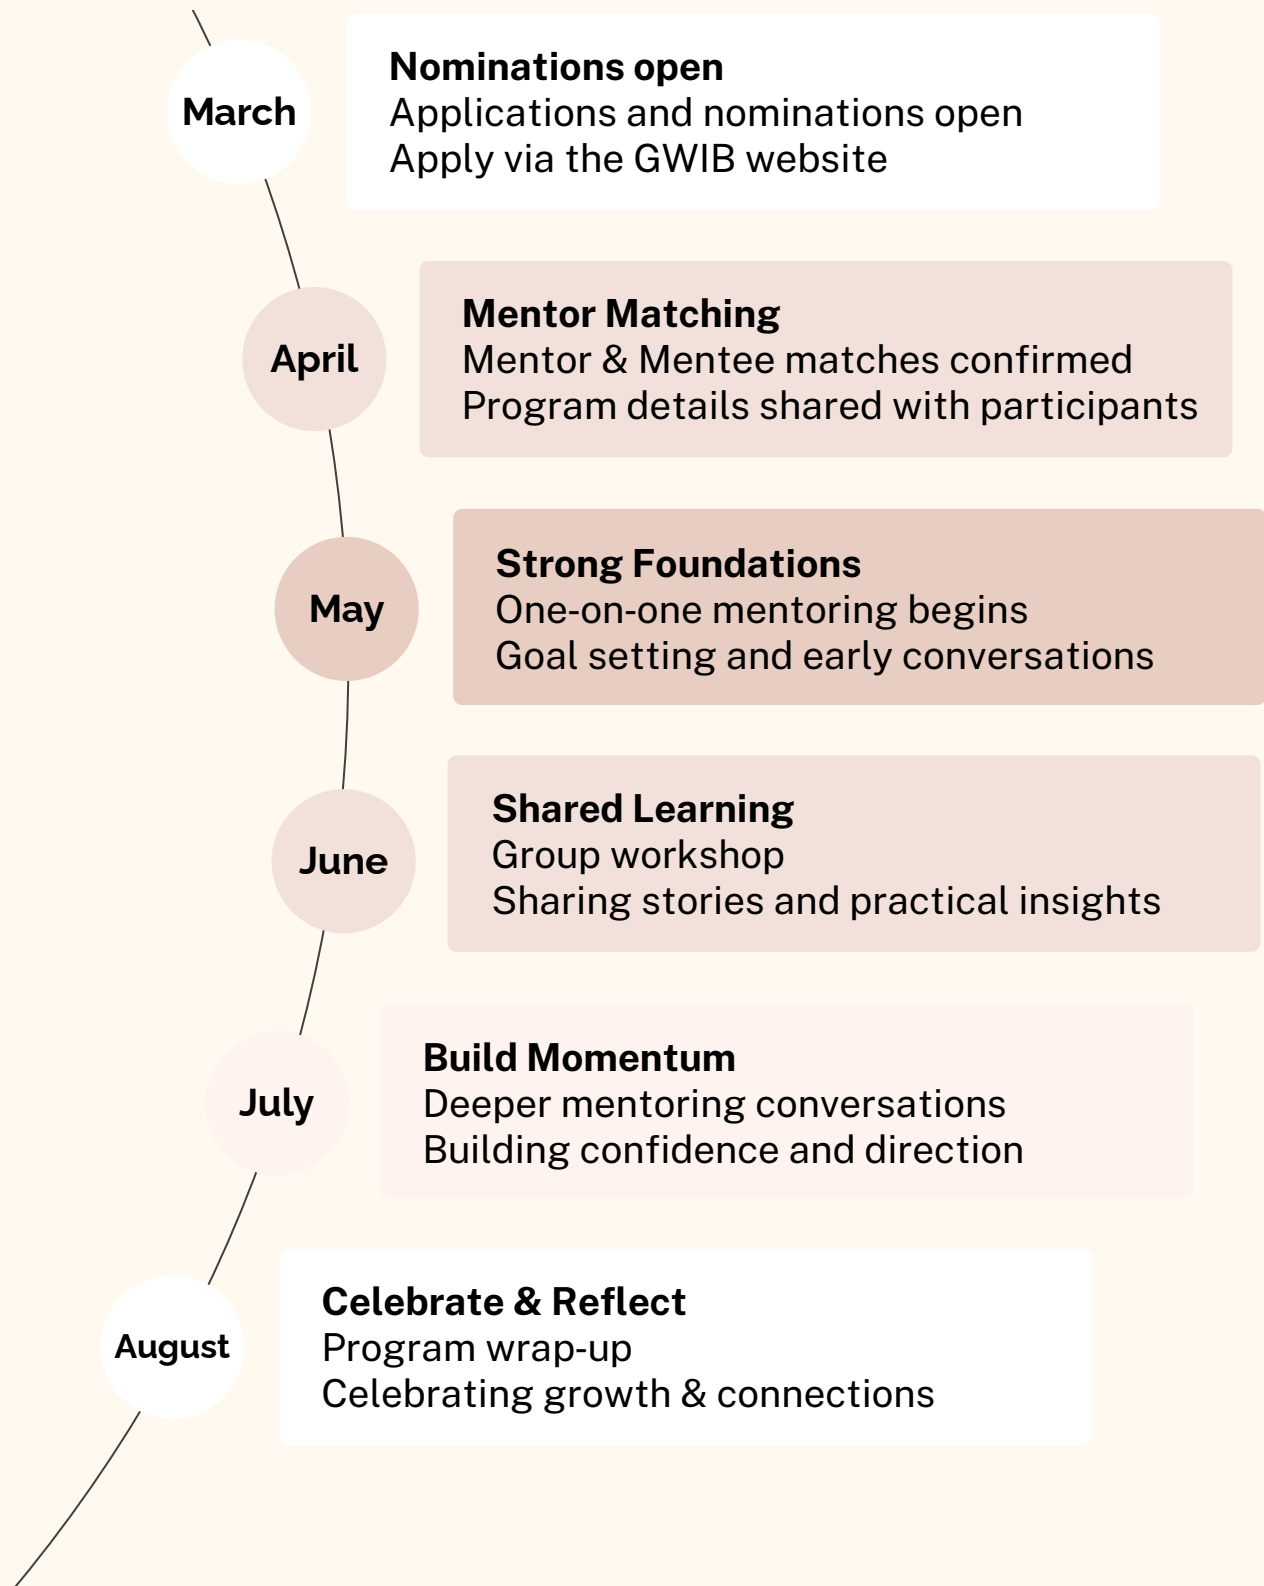 March
Nominations open
Applications and nominations open
Apply via the GWIB website
April
Mentor Matching
Mentor & Mentee matches confirmed
Program details shared with participants
May
Strong Foundations
One-on-one mentoring begins
Goal setting and early conversations
June
Shared Learning
Group workshop
Sharing stories and practical insights
July
Build Momentum
Deeper mentoring conversations
Building confidence and direction
August
Celebrate & Reflect
Program wrap-up
Celebrating growth & connections